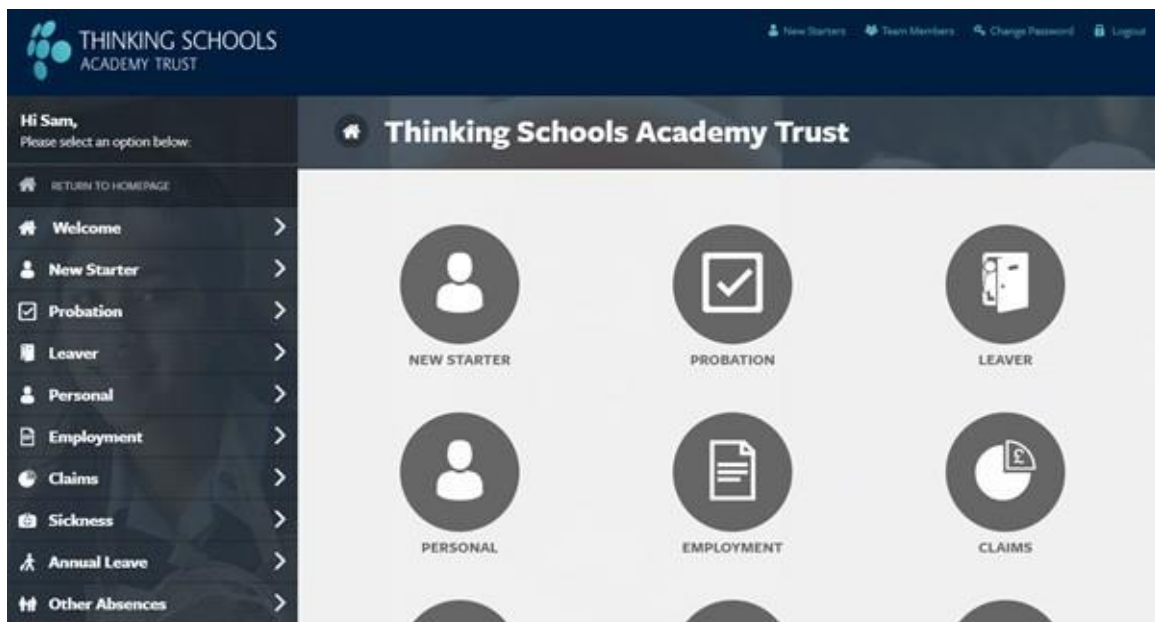 THINKING SCHOOLS
ACADEMY TRUST
New Starters Team Members Change Password Logout
Hi Sam,
Please select an option below:
Thinking Schools Academy Trust
RETURN TO HOMEPAGE
Welcome
New Starter
Probation
Leaver
Personal
Employment
Claims
Sickness
Annual Leave
Other Absences
NEW STARTER PROBATION LEAVER
£
PERSONAL EMPLOYMENT CLAIMS